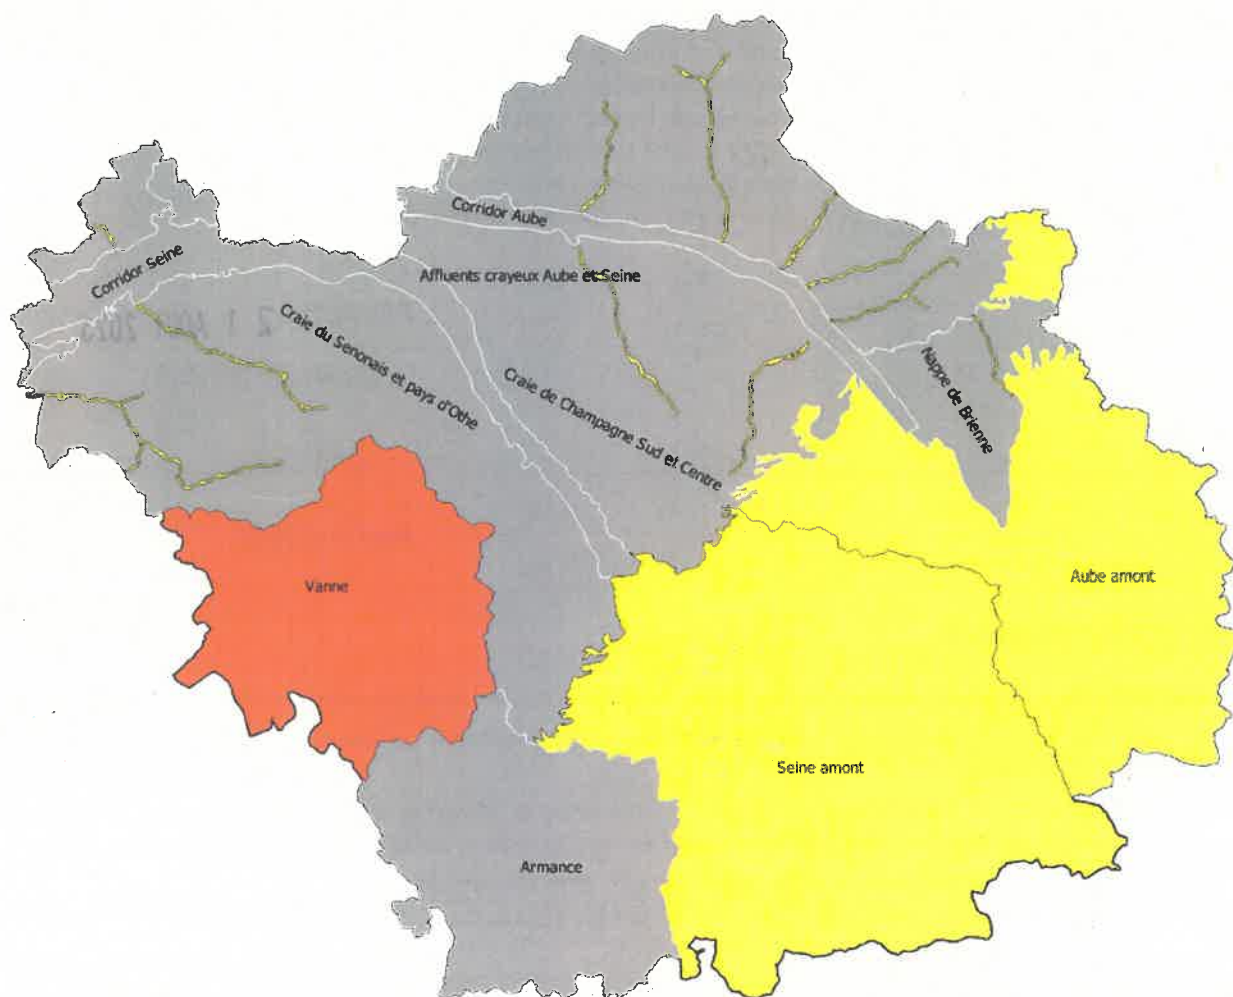 Corridor Aube
Corridor Seine
Affluents crayeux Aube et Seine
Craie du Senonais et pays d'Othe
Craie de Champagne Sud et Centre
Nappe de Brienne
Vanne
Aube amont
Seine amont
Armance